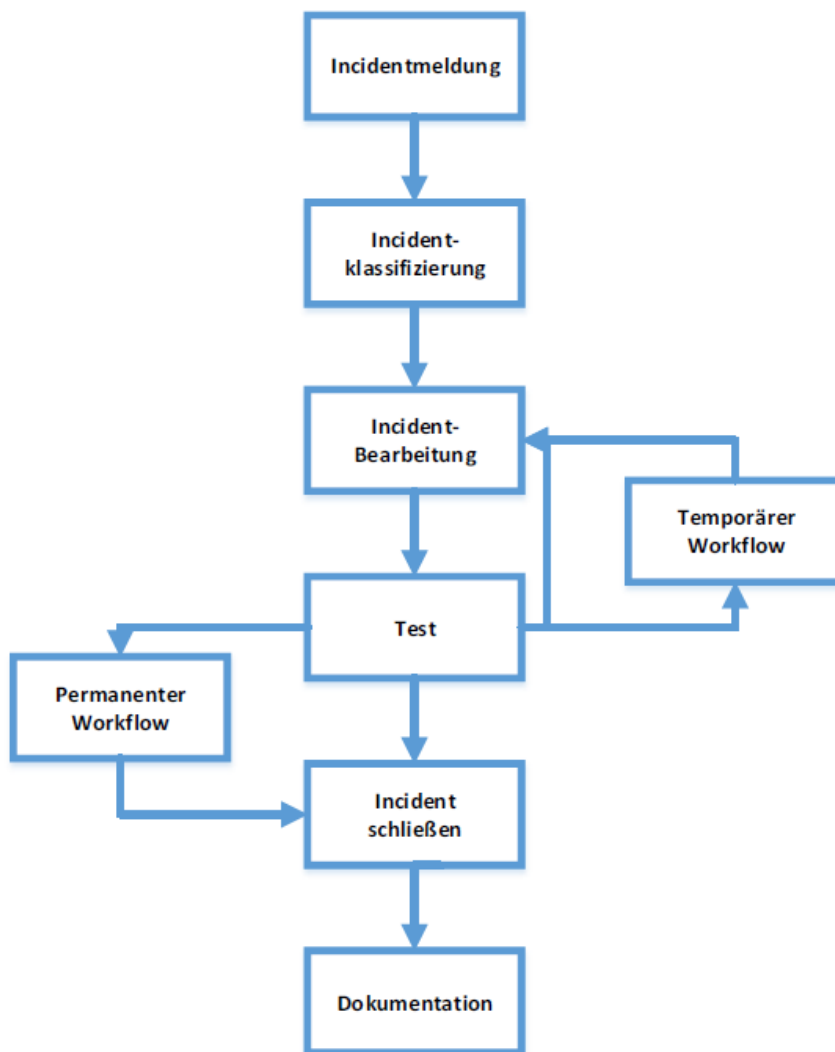 Incidentmeldung
Incident-
klassifizierung
Incident-
Bearbeitung
Temporärer
Workflow
Test
Permanenter
Workflow
Incident
schließen
Dokumentation